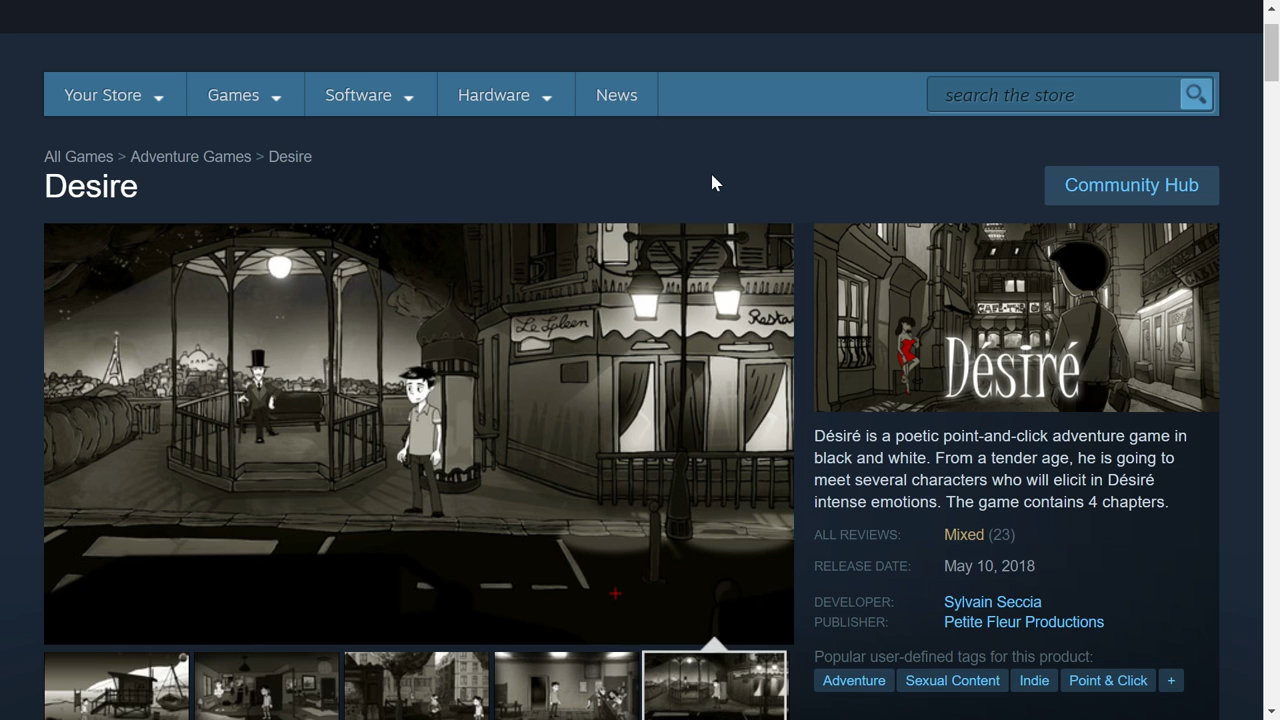 Your Store
Games
Software
Hardware
News
search the store
All Games > Adventure Games > Desire
Desire
Community Hub
Le Spleen
Resta
CAFÉ-THE
Désiré
Désiré is a poetic point-and-click adventure game in
black and white. From a tender age, he is going to
meet several characters who will elicit in Désiré
intense emotions. The game contains 4 chapters.
ALL REVIEWS: Mixed (23)
RELEASE DATE: May 10, 2018
DEVELOPER: Sylvain Seccia
PUBLISHER: Petite Fleur Productions
Popular user-defined tags for this product:
Adventure
Sexual Content
Indie
Point & Click
+